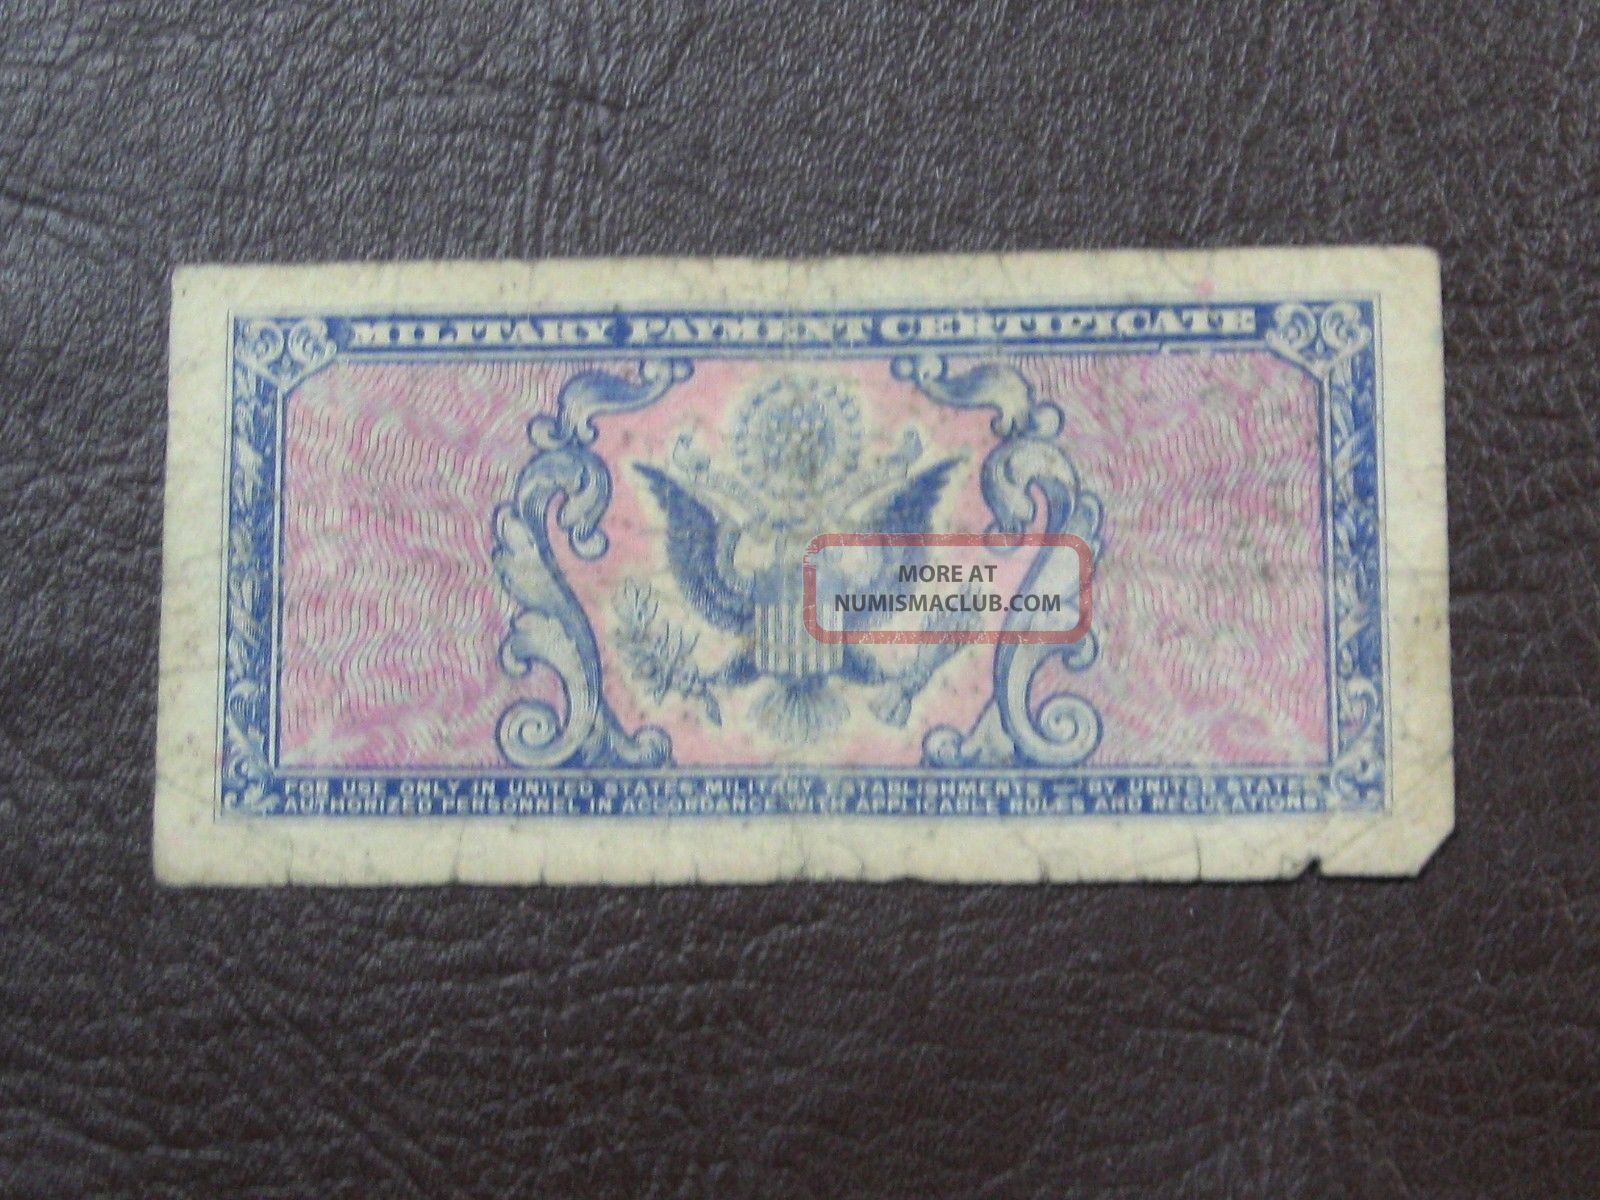 MILITARY PAYMENT CERTIFICATE
MORE AT
NUMISMACLUB.COM
FOR USE ONLY IN UNITED STATES MILITARY ESTABLISHMENTS — BY UNITED STATES
AUTHORIZED PERSONNEL IN ACCORDANCE WITH APPLICABLE RULES AND REGULATIONS